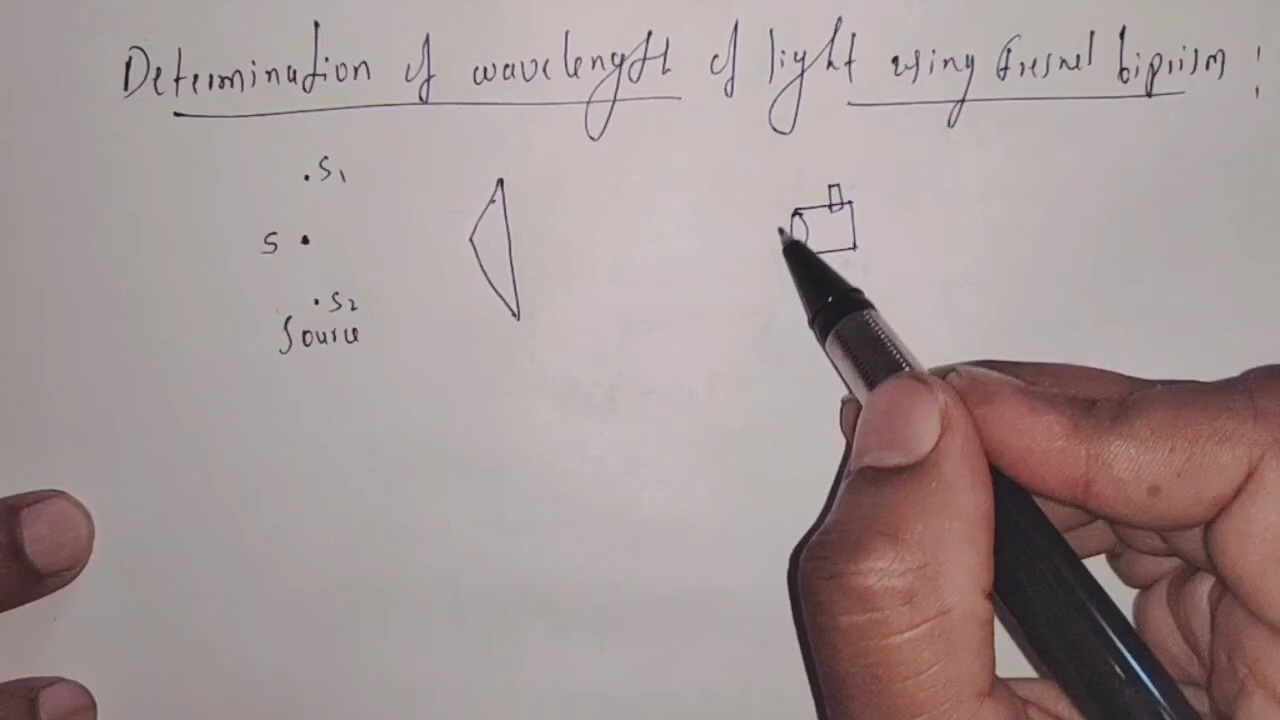 Determination of wavelength of light using Fresnel biprism :
S1
S
S2
Source